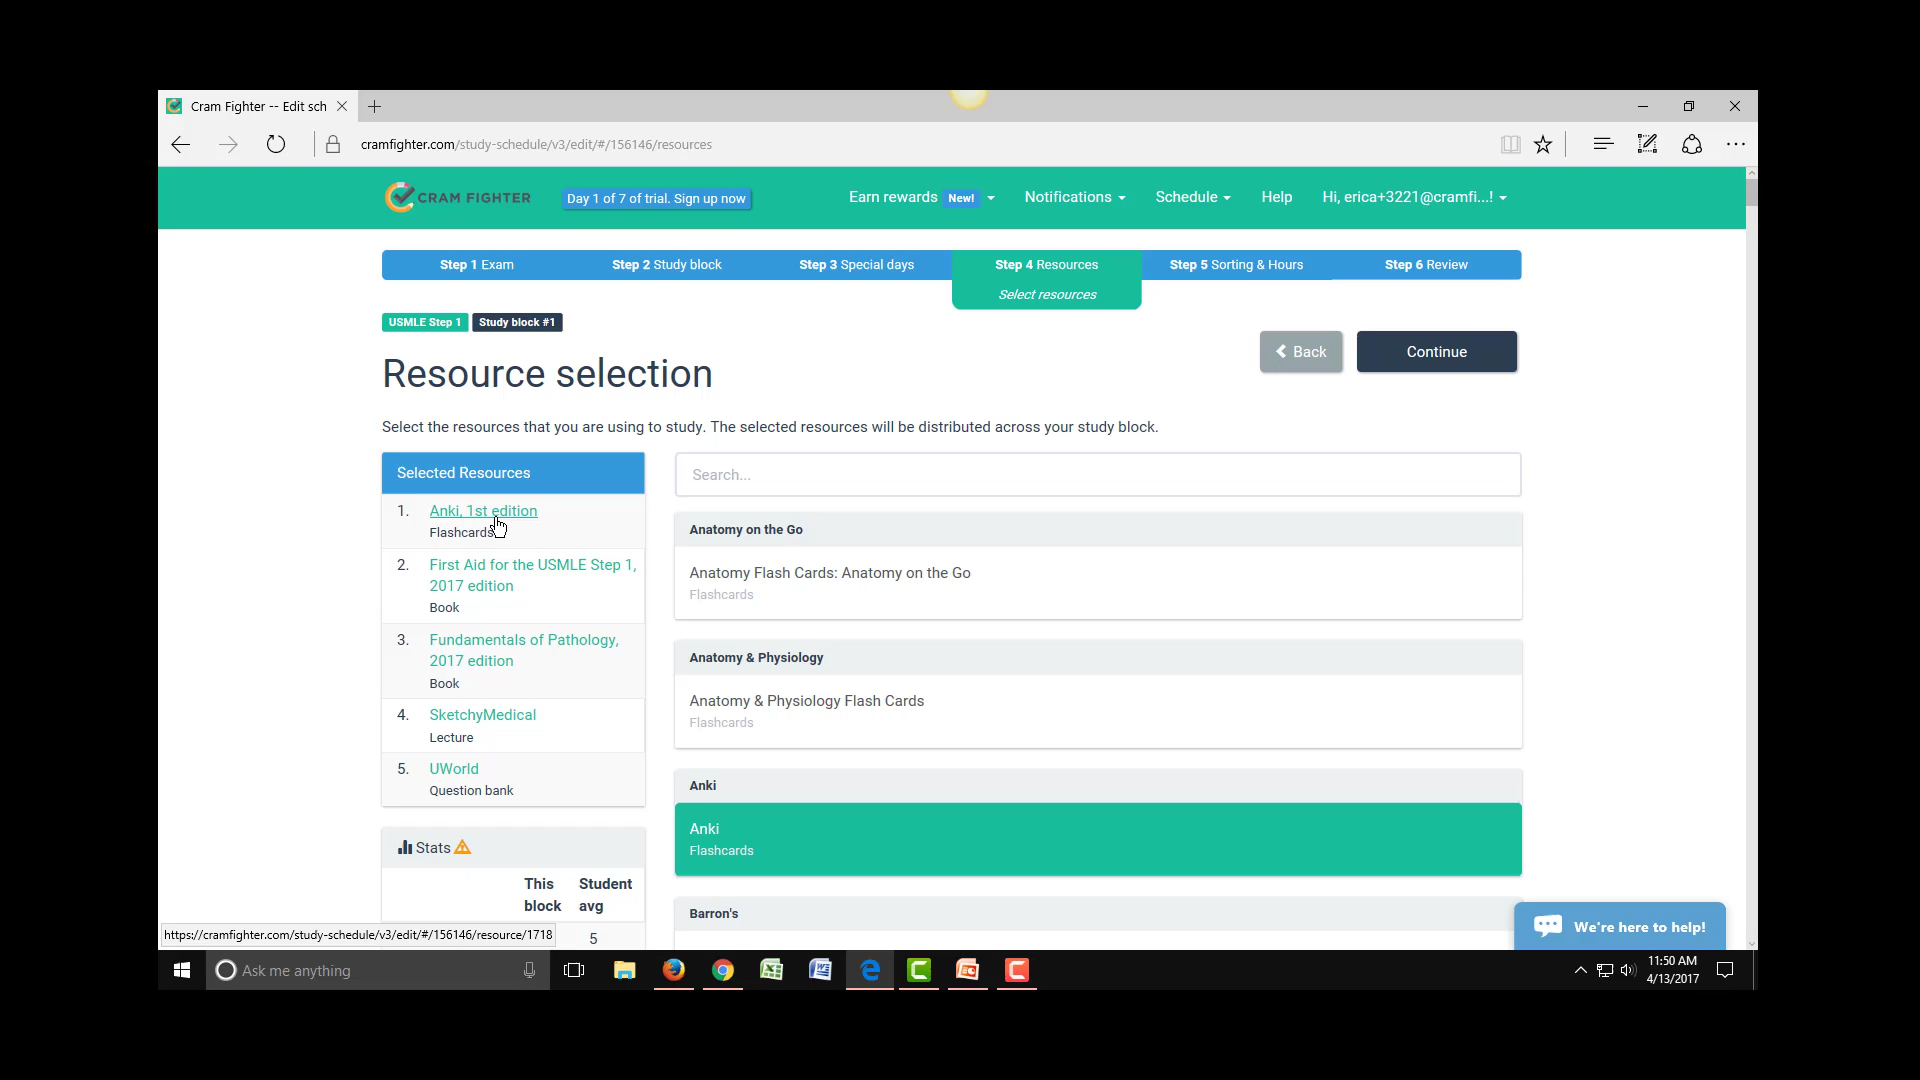 Cram Fighter -- Edit sch
cramfighter.com/study-schedule/v3/edit/#/156146/resources
CRAM FIGHTER
Day 1 of 7 of trial. Sign up now
Earn rewards New!
Notifications
Schedule
Help
Hi, erica+3221@cramfi...!
Step 1 Exam
Step 2 Study block
Step 3 Special days
Step 4 Resources
Select resources
Step 5 Sorting & Hours
Step 6 Review
USMLE Step 1
Study block #1
Back
Continue
Resource selection
Select the resources that you are using to study. The selected resources will be distributed across your study block.
Selected Resources
1. Anki, 1st edition
Flashcards
2. First Aid for the USMLE Step 1,
2017 edition
Book
3. Fundamentals of Pathology,
2017 edition
Book
4. SketchyMedical
Lecture
5. UWorld
Question bank
Stats
This Student
block avg
5
Search...
Anatomy on the Go
Anatomy Flash Cards: Anatomy on the Go
Flashcards
Anatomy & Physiology
Anatomy & Physiology Flash Cards
Flashcards
Anki
Anki
Flashcards
Barron's
We're here to help!
https://cramfighter.com/study-schedule/v3/edit/#/156146/resource/1718
Ask me anything
11:50 AM
4/13/2017